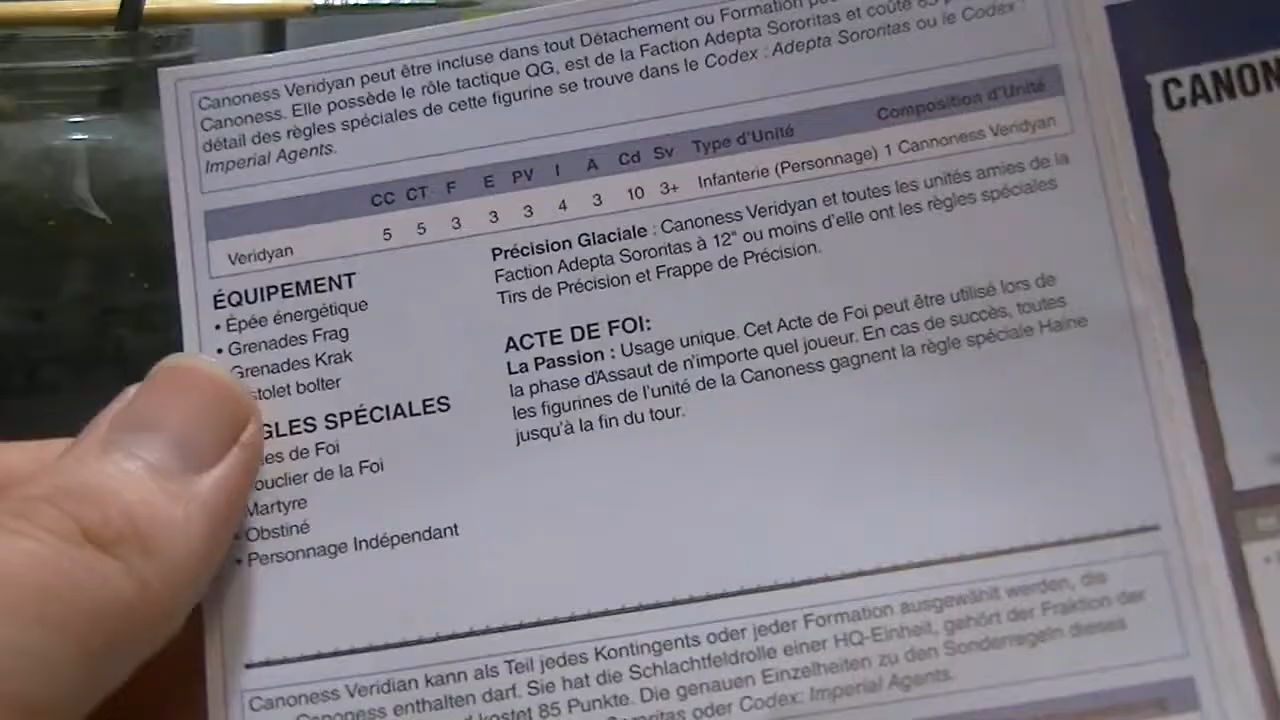 Canoness Veridyan peut être incluse dans tout Détachement ou Formation
Canoness. Elle possède le rôle tactique QG, est de la Faction Adepta Sororitas et coûte 85
détail des règles spéciales de cette figurine se trouve dans le Codex : Adepta Sororitas ou le Codex
Imperial Agents.
CC CT F E PV I A Cd Sv Type d'Unité Composition d'Unité
Veridyan 5 5 3 3 3 4 3 10 3+ Infanterie (Personnage) 1 Cannoness Veridyan
ÉQUIPEMENT
• Épée énergétique
• Grenades Frag
Grenades Krak
stolet bolter
GLES SPÉCIALES
es de Foi
ouclier de la Foi
Martyre
• Obstiné
• Personnage Indépendant
Précision Glaciale : Canoness Veridyan et toutes les unités amies de la
Faction Adepta Sororitas à 12" ou moins d'elle ont les règles spéciales
Tirs de Précision et Frappe de Précision.
ACTE DE FOI:
La Passion : Usage unique. Cet Acte de Foi peut être utilisé lors de
la phase d'Assaut de n'importe quel joueur. En cas de succès, toutes
les figurines de l'unité de la Canoness gagnent la règle spéciale Haine
jusqu'à la fin du tour.
Canoness Veridian kann als Teil jedes Kontingents oder jeder Formation ausgewählt werden, die
Canoness enthalten darf. Sie hat die Schlachtfeldrolle einer HQ-Einheit, gehört der Fraktion der
kostet 85 Punkte. Die genauen Einzelheiten zu den Sonderregeln dieses
Sororitas oder Codex: Imperial Agents.
CANON